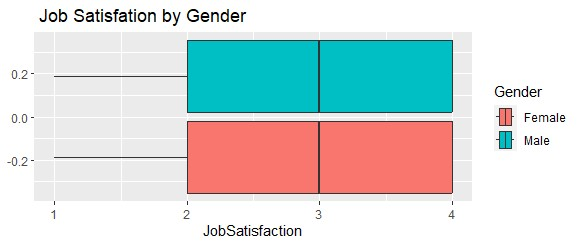 Job Satisfation by Gender
0.2
0.0
-0.2
1 2 3 4
JobSatisfaction
Gender
Female
Male